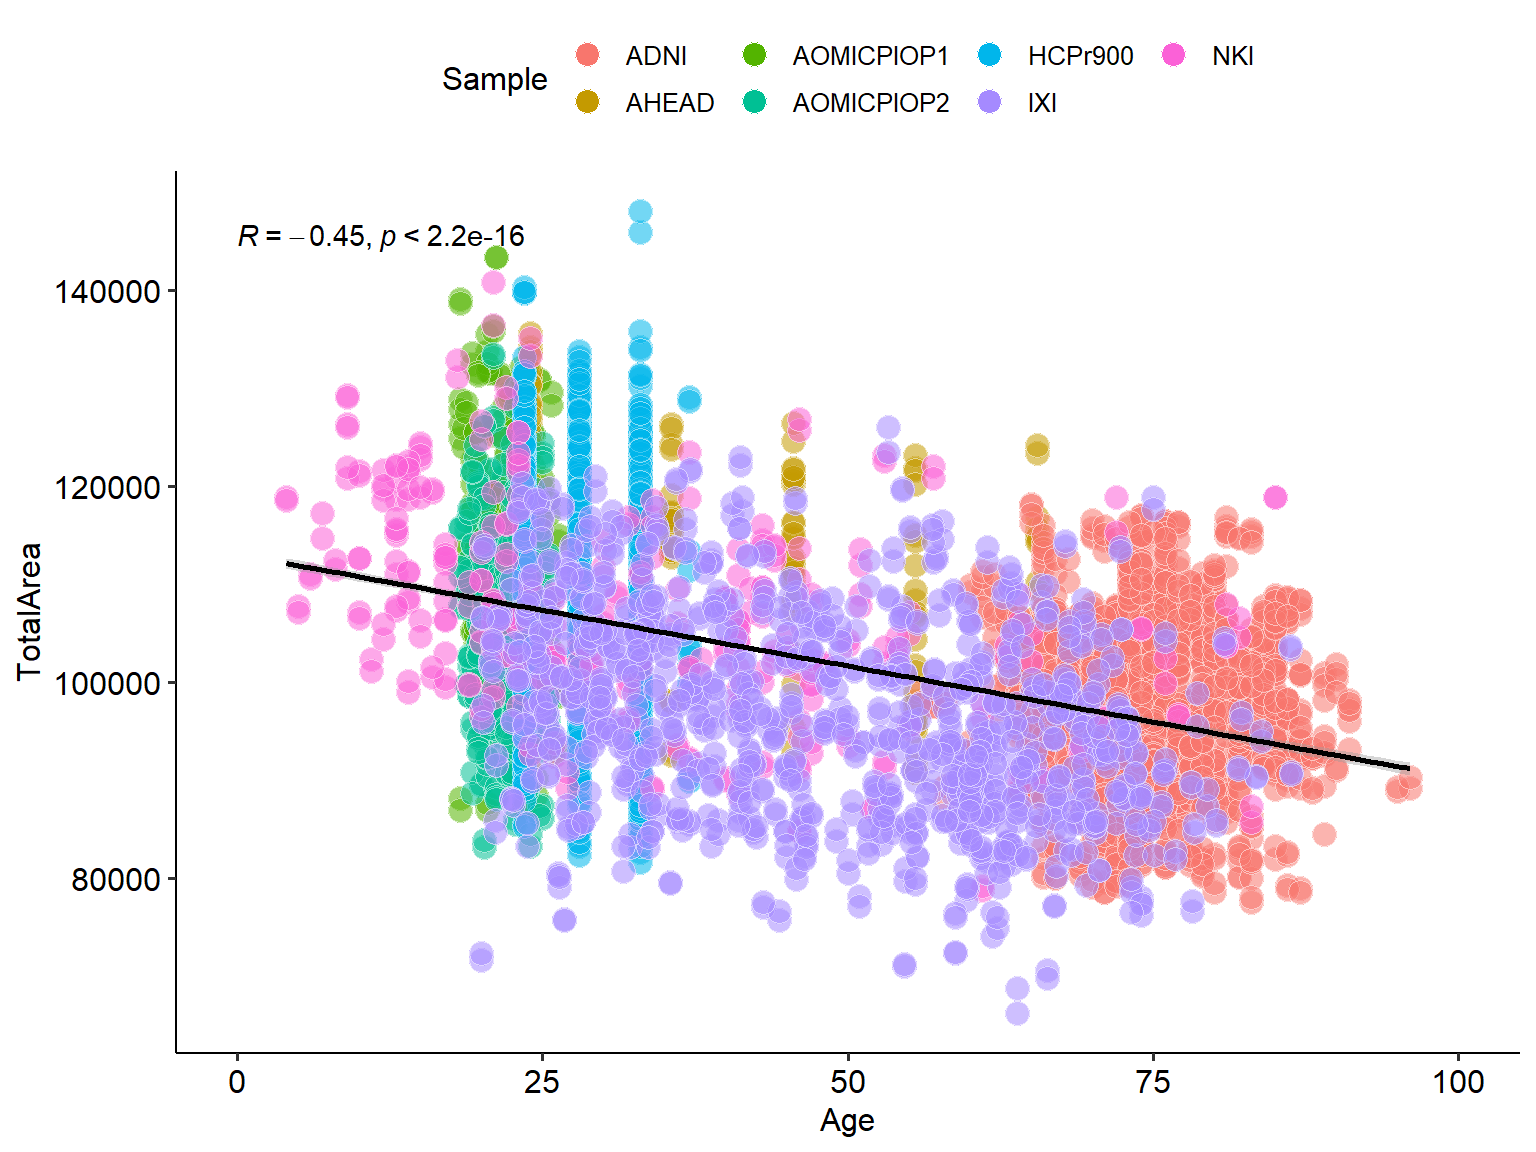 Sample
ADNI AOMICPIOP1 HCPr900 NKI
AHEAD AOMICPIOP2 IXI
R = −0.45, p < 2.2e-16
140000
120000
100000
80000
TotalArea
0 25 50 75 100
Age